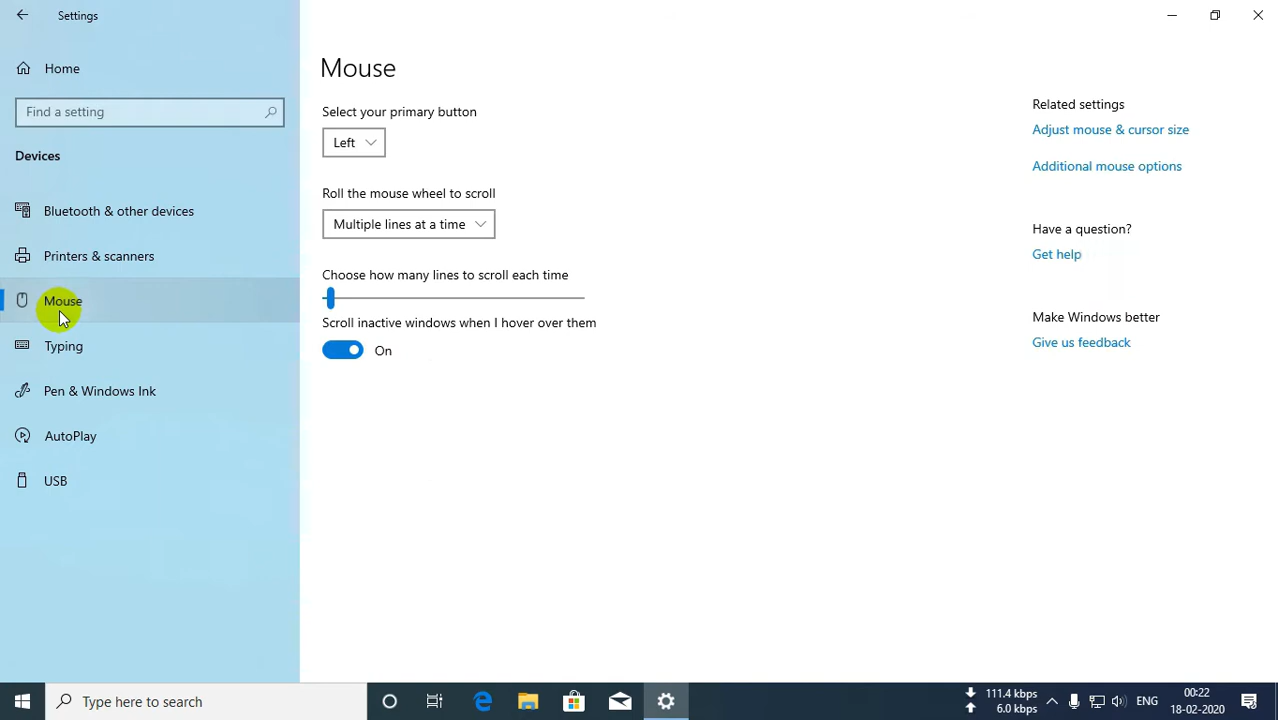 Settings
Home
Find a setting
Devices
Bluetooth & other devices
Printers & scanners
Mouse
Typing
Pen & Windows Ink
AutoPlay
USB
Mouse
Select your primary button
Left
Roll the mouse wheel to scroll
Multiple lines at a time
Choose how many lines to scroll each time
Scroll inactive windows when I hover over them
On
Related settings
Adjust mouse & cursor size
Additional mouse options
Have a question?
Get help
Make Windows better
Give us feedback
Type here to search
111.4 kbps
6.0 kbps
ENG
00:22
18-02-2020